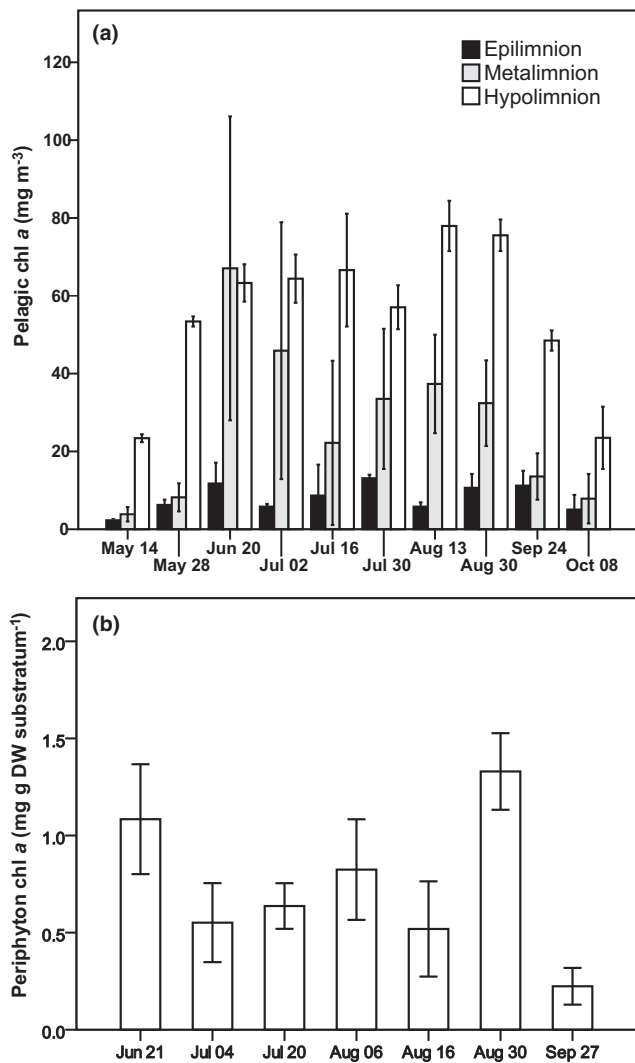 (a)
Epilimnion
Metalimnion
Hypolimnion
Pelagic chl a (mg m-3)
120
100
80
60
40
20
0
May 14
May 28
Jun 20
Jul 02
Jul 16
Jul 30
Aug 13
Aug 30
Sep 24
Oct 08
(b)
Periphyton chl a (mg g DW substratum-1)
2.0
1.5
1.0
0.5
0.0
Jun 21
Jul 04
Jul 20
Aug 06
Aug 16
Aug 30
Sep 27